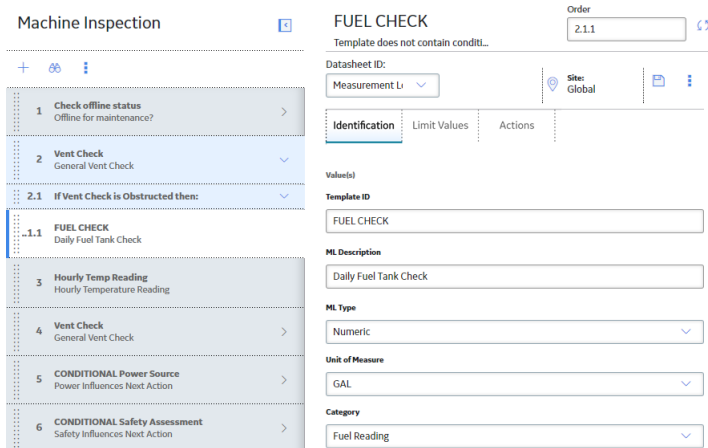 Machine Inspection
1
Check offline status
Offline for maintenance?
2
Vent Check
General Vent Check
2.1 If Vent Check is Obstructed then:
..1.1
FUEL CHECK
Daily Fuel Tank Check
3
Hourly Temp Reading
Hourly Temperature Reading
4
Vent Check
General Vent Check
5
CONDITIONAL Power Source
Power Influences Next Action
6
CONDITIONAL Safety Assessment
Safety Influences Next Action
FUEL CHECK
Template does not contain conditi...
Order
2.1.1
Datasheet ID:
Measurement Lo
Site:
Global
Identification Limit Values Actions
Value(s)
Template ID
FUEL CHECK
ML Description
Daily Fuel Tank Check
ML Type
Numeric
Unit of Measure
GAL
Category
Fuel Reading